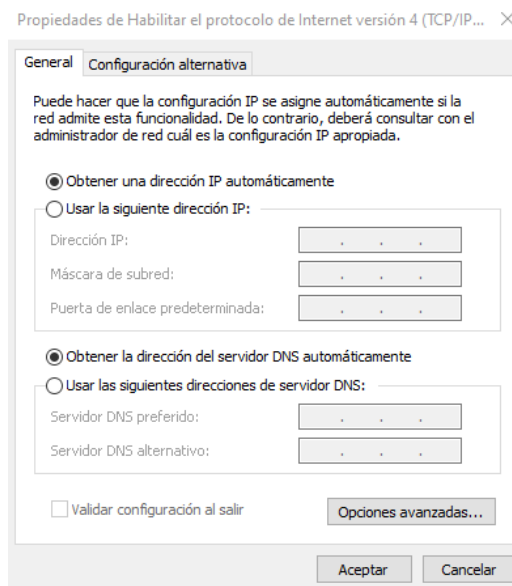 Propiedades de Habilitar el protocolo de Internet versión 4 (TCP/IP...
General
Configuración alternativa
Puede hacer que la configuración IP se asigne automáticamente si la
red admite esta funcionalidad. De lo contrario, deberá consultar con el
administrador de red cuál es la configuración IP apropiada.
Obtener una dirección IP automáticamente
Usar la siguiente dirección IP:
Dirección IP:
Máscara de subred:
Puerta de enlace predeterminada:
Obtener la dirección del servidor DNS automáticamente
Usar las siguientes direcciones de servidor DNS:
Servidor DNS preferido:
Servidor DNS alternativo:
Validar configuración al salir
Opciones avanzadas...
Aceptar
Cancelar